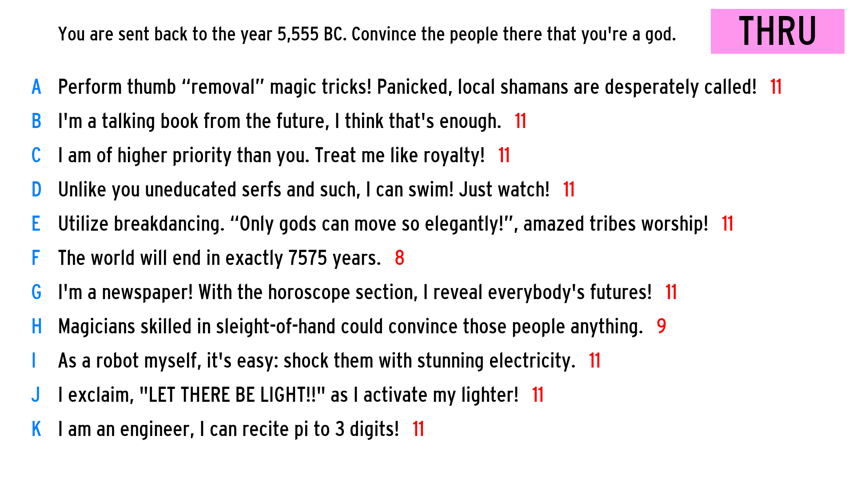 You are sent back to the year 5,555 BC. Convince the people there that you're a god.
THRU
A Perform thumb “removal” magic tricks! Panicked, local shamans are desperately called! 11
B I'm a talking book from the future, I think that's enough. 11
C I am of higher priority than you. Treat me like royalty! 11
D Unlike you uneducated serfs and such, I can swim! Just watch! 11
E Utilize breakdancing. “Only gods can move so elegantly!”, amazed tribes worship! 11
F The world will end in exactly 7575 years. 8
G I'm a newspaper! With the horoscope section, I reveal everybody's futures! 11
H Magicians skilled in sleight-of-hand could convince those people anything. 9
I As a robot myself, it's easy: shock them with stunning electricity. 11
J I exclaim, "LET THERE BE LIGHT!!" as I activate my lighter! 11
K I am an engineer, I can recite pi to 3 digits! 11